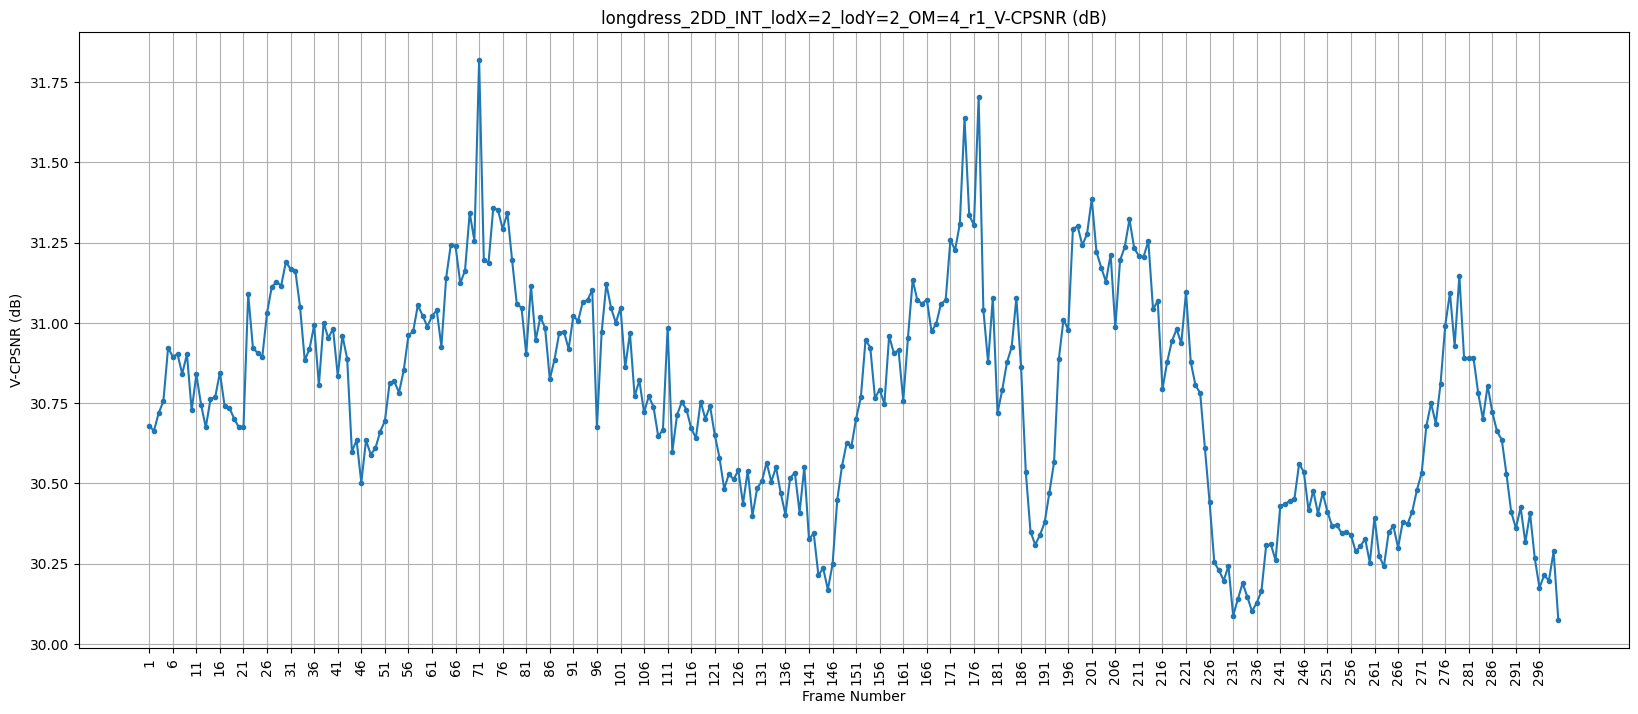 longdress_2DD_INT_lodX=2_lodY=2_OM=4_r1_V-CPSNR (dB)
V-CPSNR (dB)
31.75
31.50
31.25
31.00
30.75
30.50
30.25
30.00
1 6 11 16 21 26 31 36 41 46 51 56 61 66 71 76 81 86 91 96 101 106 111 116 121 126 131 136 141 146 151 156 161 166 171 176 181 186 191 196 201 206 211 216 221 226 231 236 241 246 251 256 261 266 271 276 281 286 291 296
Frame Number